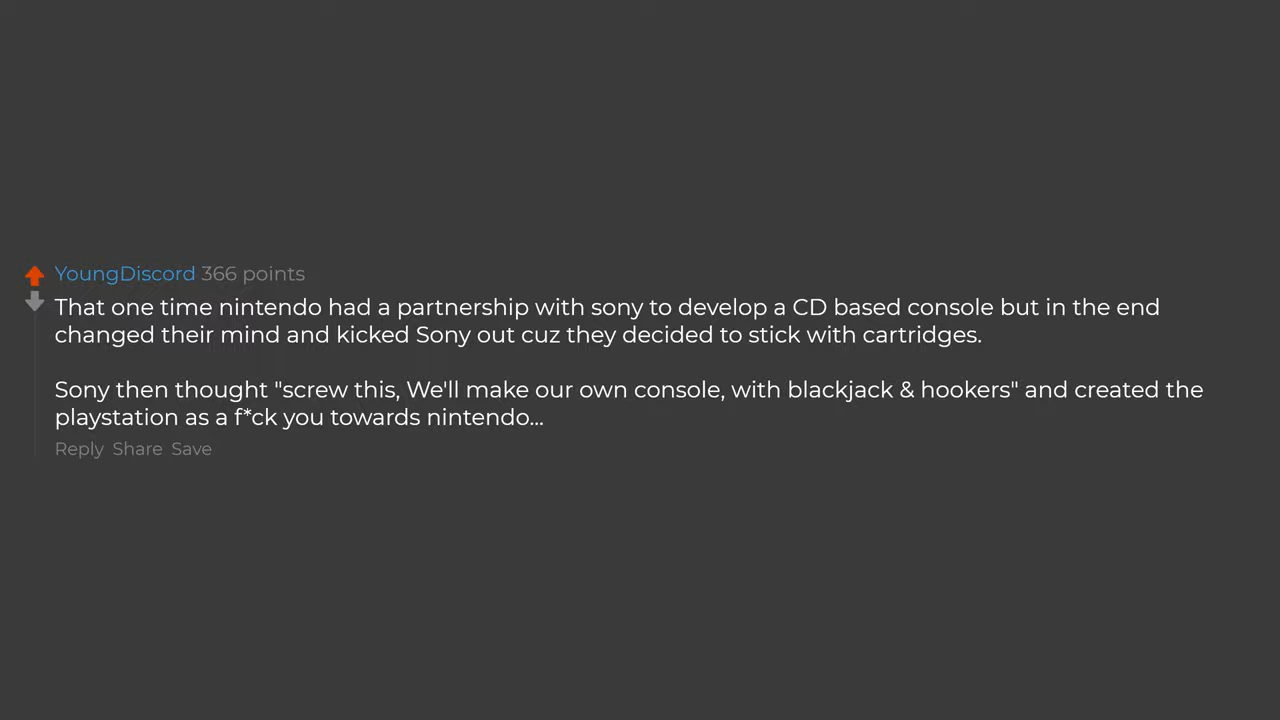 YoungDiscord 366 points
That one time nintendo had a partnership with sony to develop a CD based console but in the end
changed their mind and kicked Sony out cuz they decided to stick with cartridges.
Sony then thought "screw this, We'll make our own console, with blackjack & hookers" and created the
playstation as a f*ck you towards nintendo...
Reply Share Save